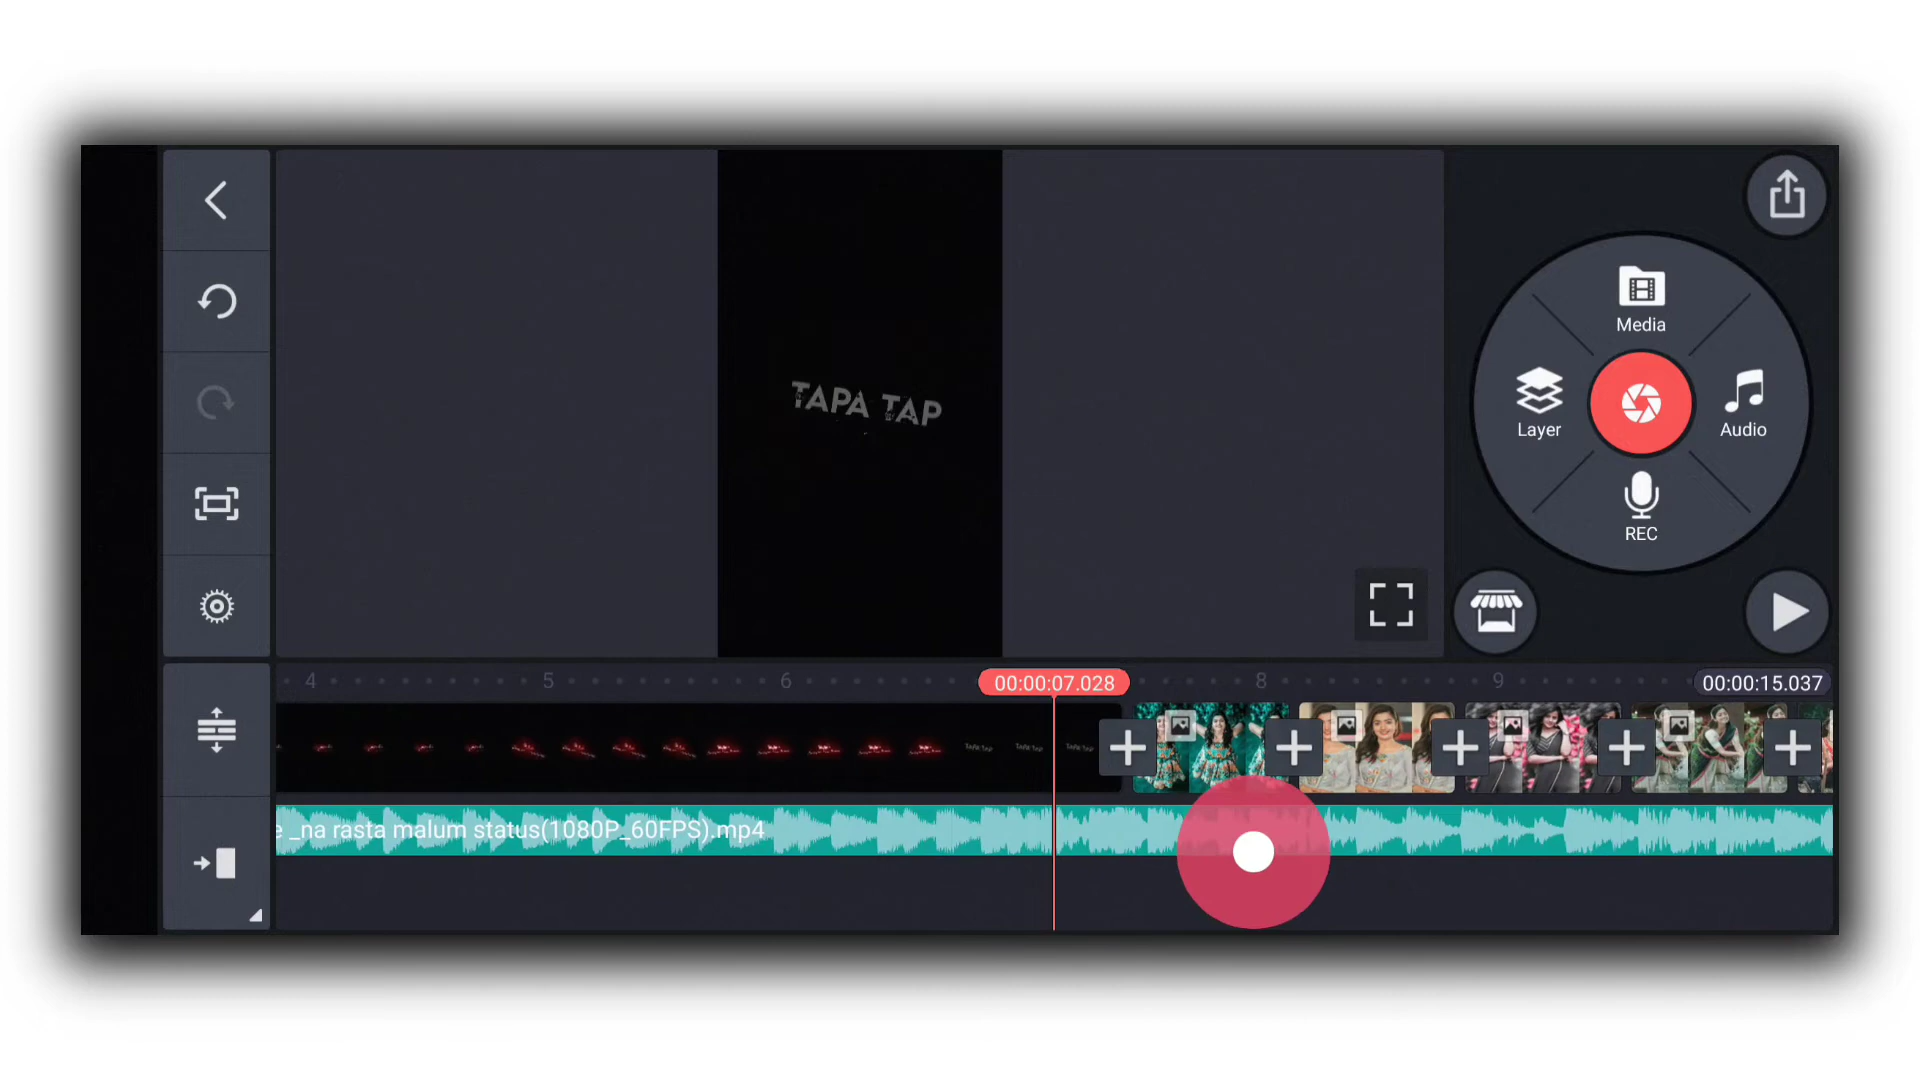 Media
TAPA TAP
Layer
Audio
REC
4 5 6 00:00:07.028 8 9 00:00:15.037
e _na rasta malum status(1080P_60FPS).mp4